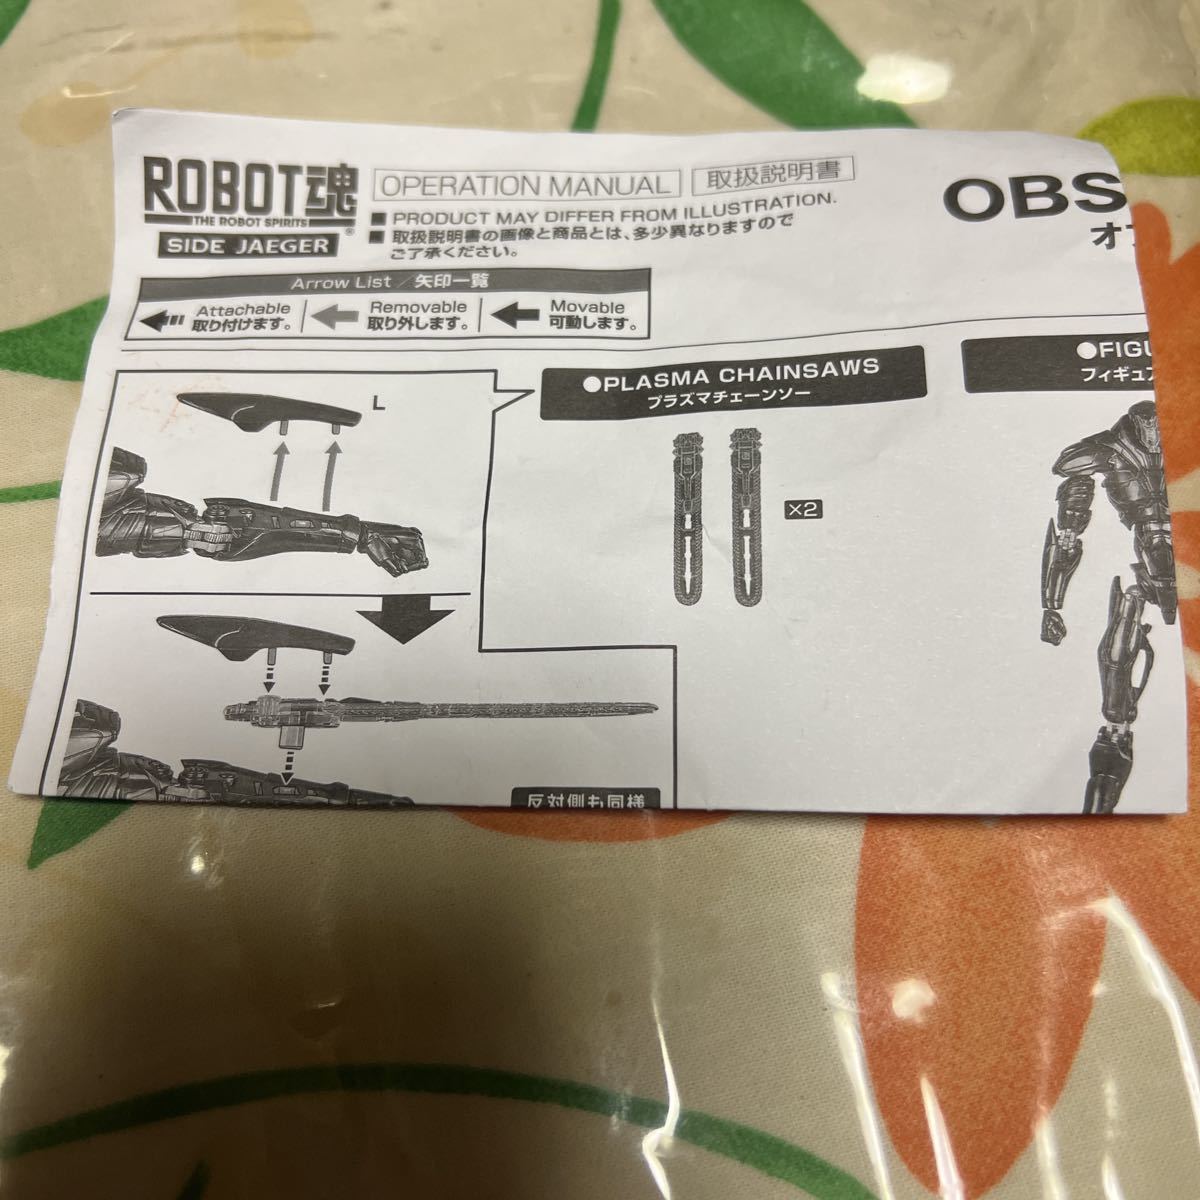 ROBOT魂
THE ROBOT SPIRITS
®
SIDE JAEGER
OPERATION MANUAL 取扱説明書
■ PRODUCT MAY DIFFER FROM ILLUSTRATION.
■ 取扱説明書の画像と商品とは、多少異なりますので
ご了承ください。
OBS
オブ
Arrow List／矢印一覧
Attachable
取り付けます。
Removable
取り外します。
Movable
可動します。
L
●PLASMA CHAINSAWS
プラズマチェーンソー
×2
●FIGU
フィギュア
反対側も同様